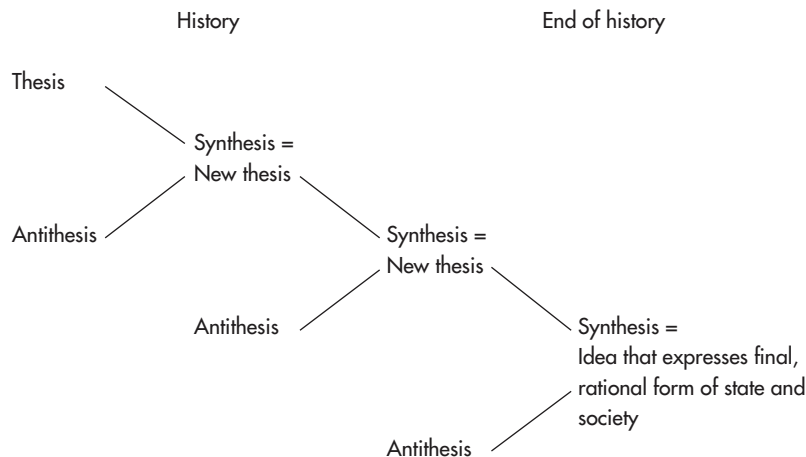 History
End of history
Thesis
Synthesis =
New thesis
Antithesis
Synthesis =
New thesis
Antithesis
Synthesis =
Idea that expresses final,
rational form of state and
society
Antithesis